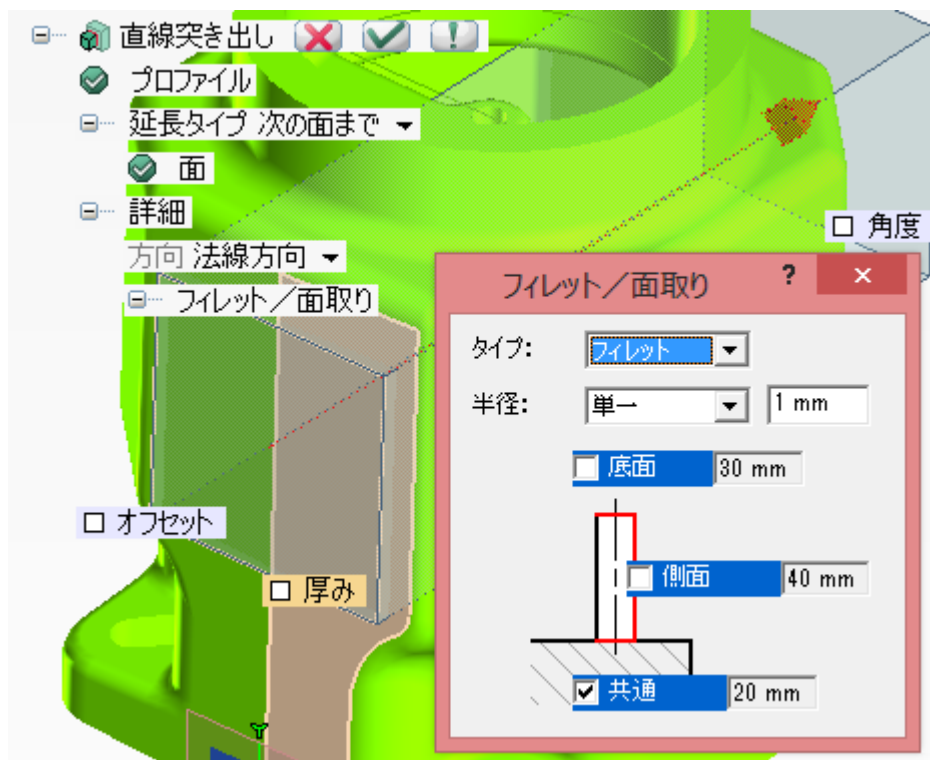 直線突き出し
プロファイル
延長タイプ 次の面まで
面
詳細
方向 法線方向
フィレット／面取り
角度
オフセット
厚み
フィレット／面取り ? ×
タイプ: フィレット
半径: 単一 1 mm
底面 30 mm
側面 40 mm
共通 20 mm
Y